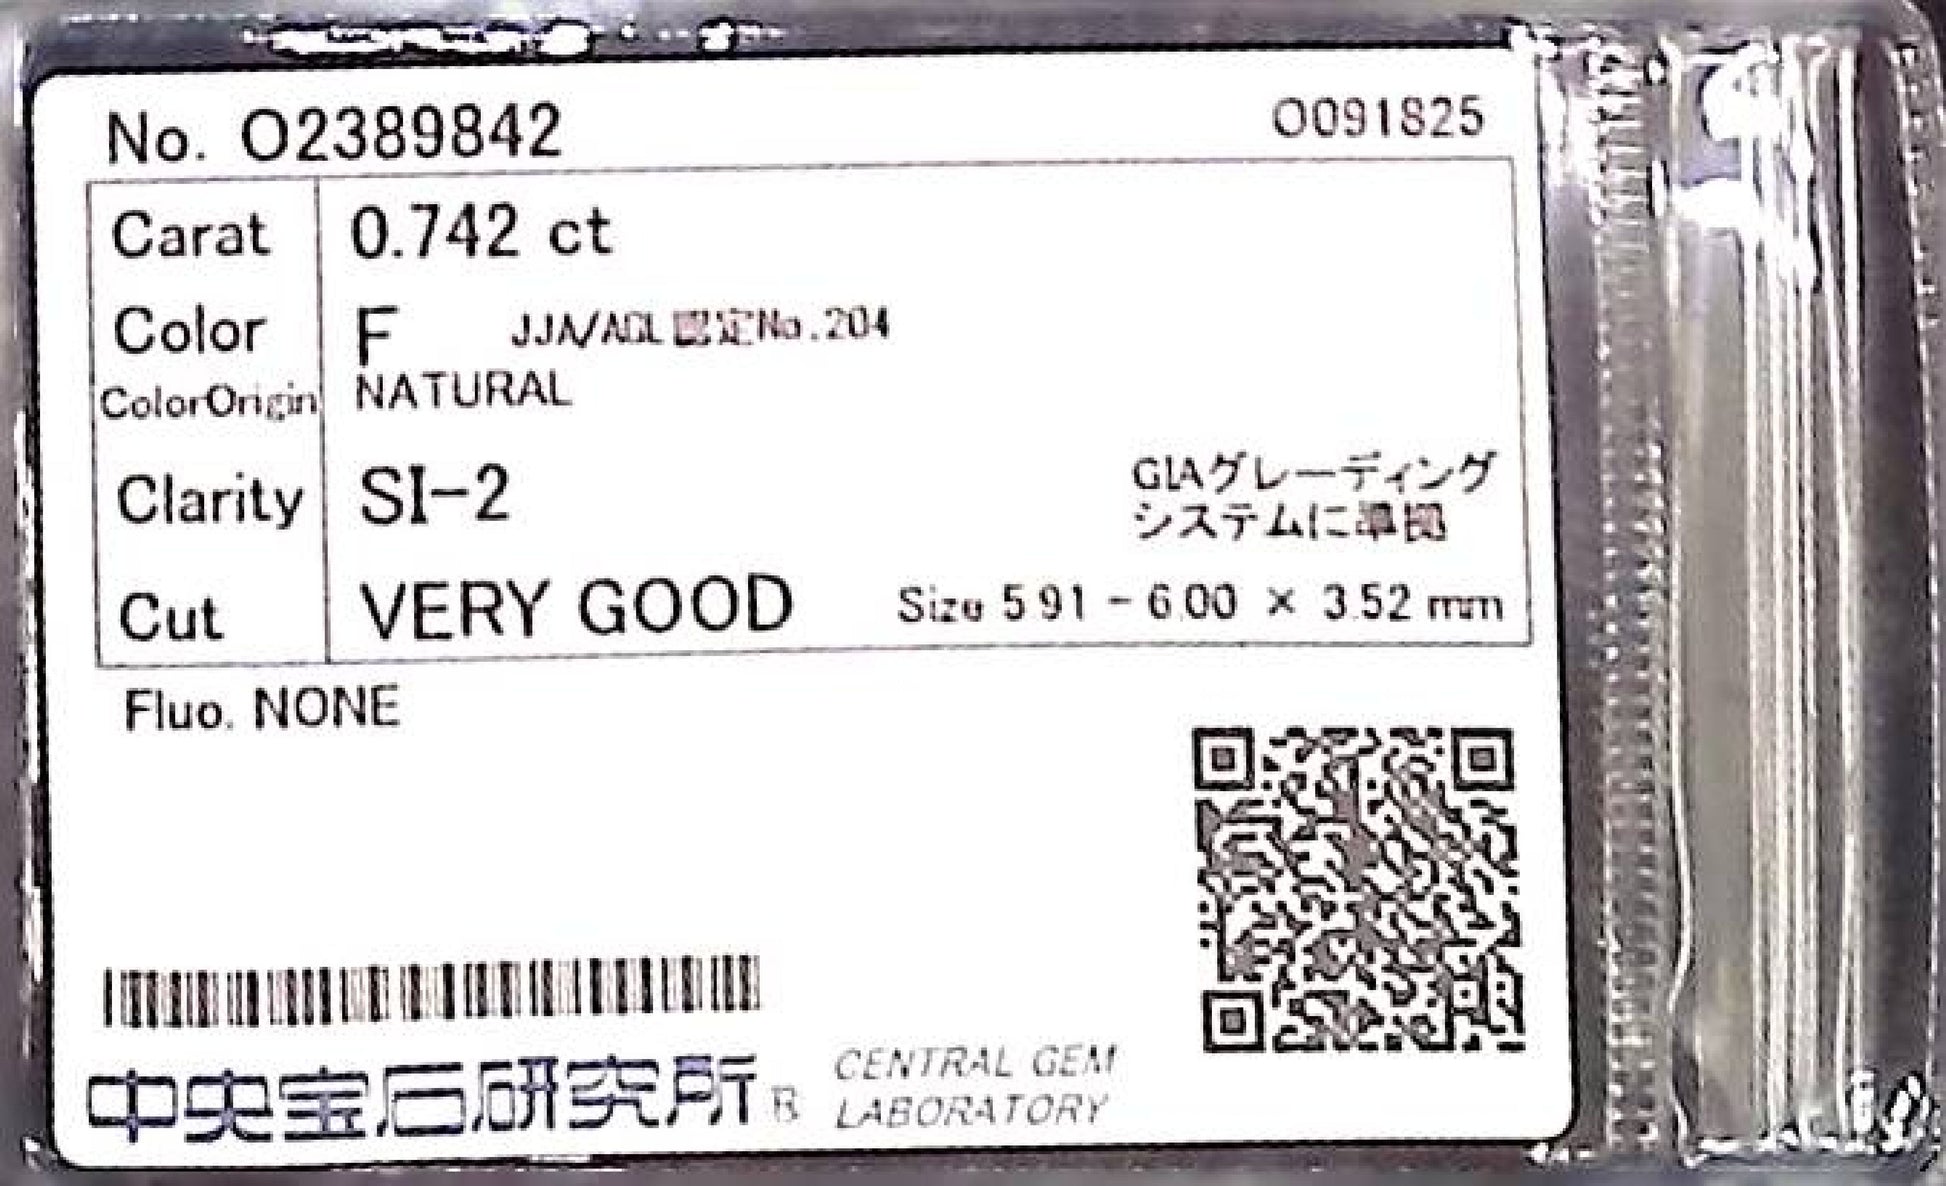 No. O2389842
O091825
Carat 0.742 ct
Color F JJA/AGL認定No.204
ColorOrigin NATURAL
Clarity SI-2
GIAグレーディング
システムに準拠
Cut VERY GOOD Size 5.91 - 6.00 × 3.52 mm
Fluo. NONE
中央宝石研究所® CENTRAL GEM
LABORATORY